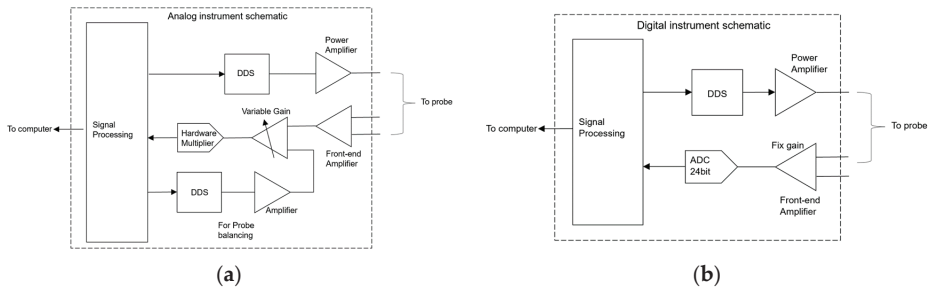 Analog instrument schematic
Power
Amplifier
DDS
To probe
Variable Gain
To computer
Signal
Processing
Hardware
Multiplier
Front-end
Amplifier
DDS
Amplifier
For Probe
balancing
(a)
Digital instrument schematic
Power
Amplifier
DDS
To computer
Signal
Processing
To probe
Fix gain
ADC
24bit
Front-end
Amplifier
(b)